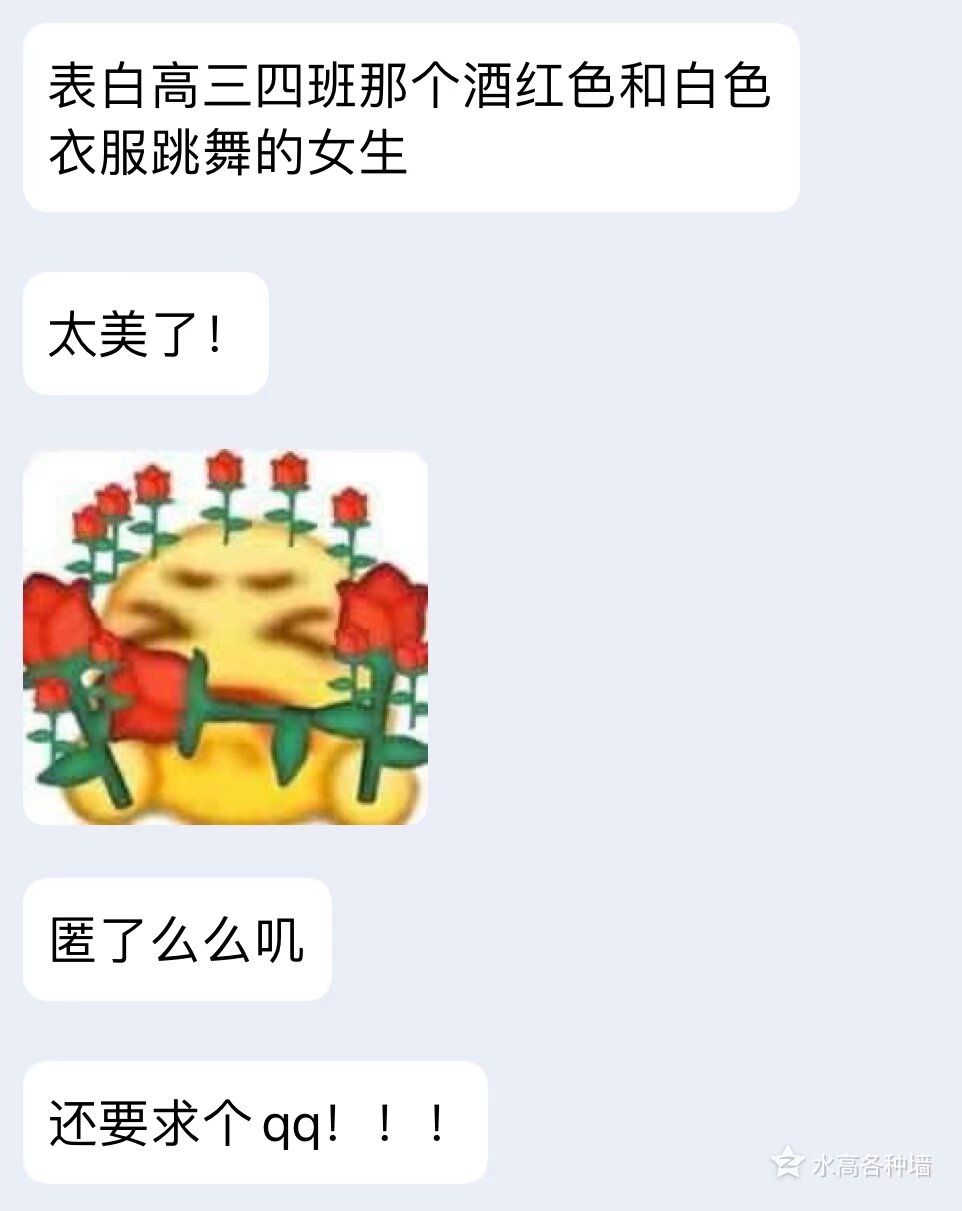 表白高三四班那个酒红色和白色
衣服跳舞的女生
太美了！
匿了么么叽
还要求个qq！！！
水高各种墙